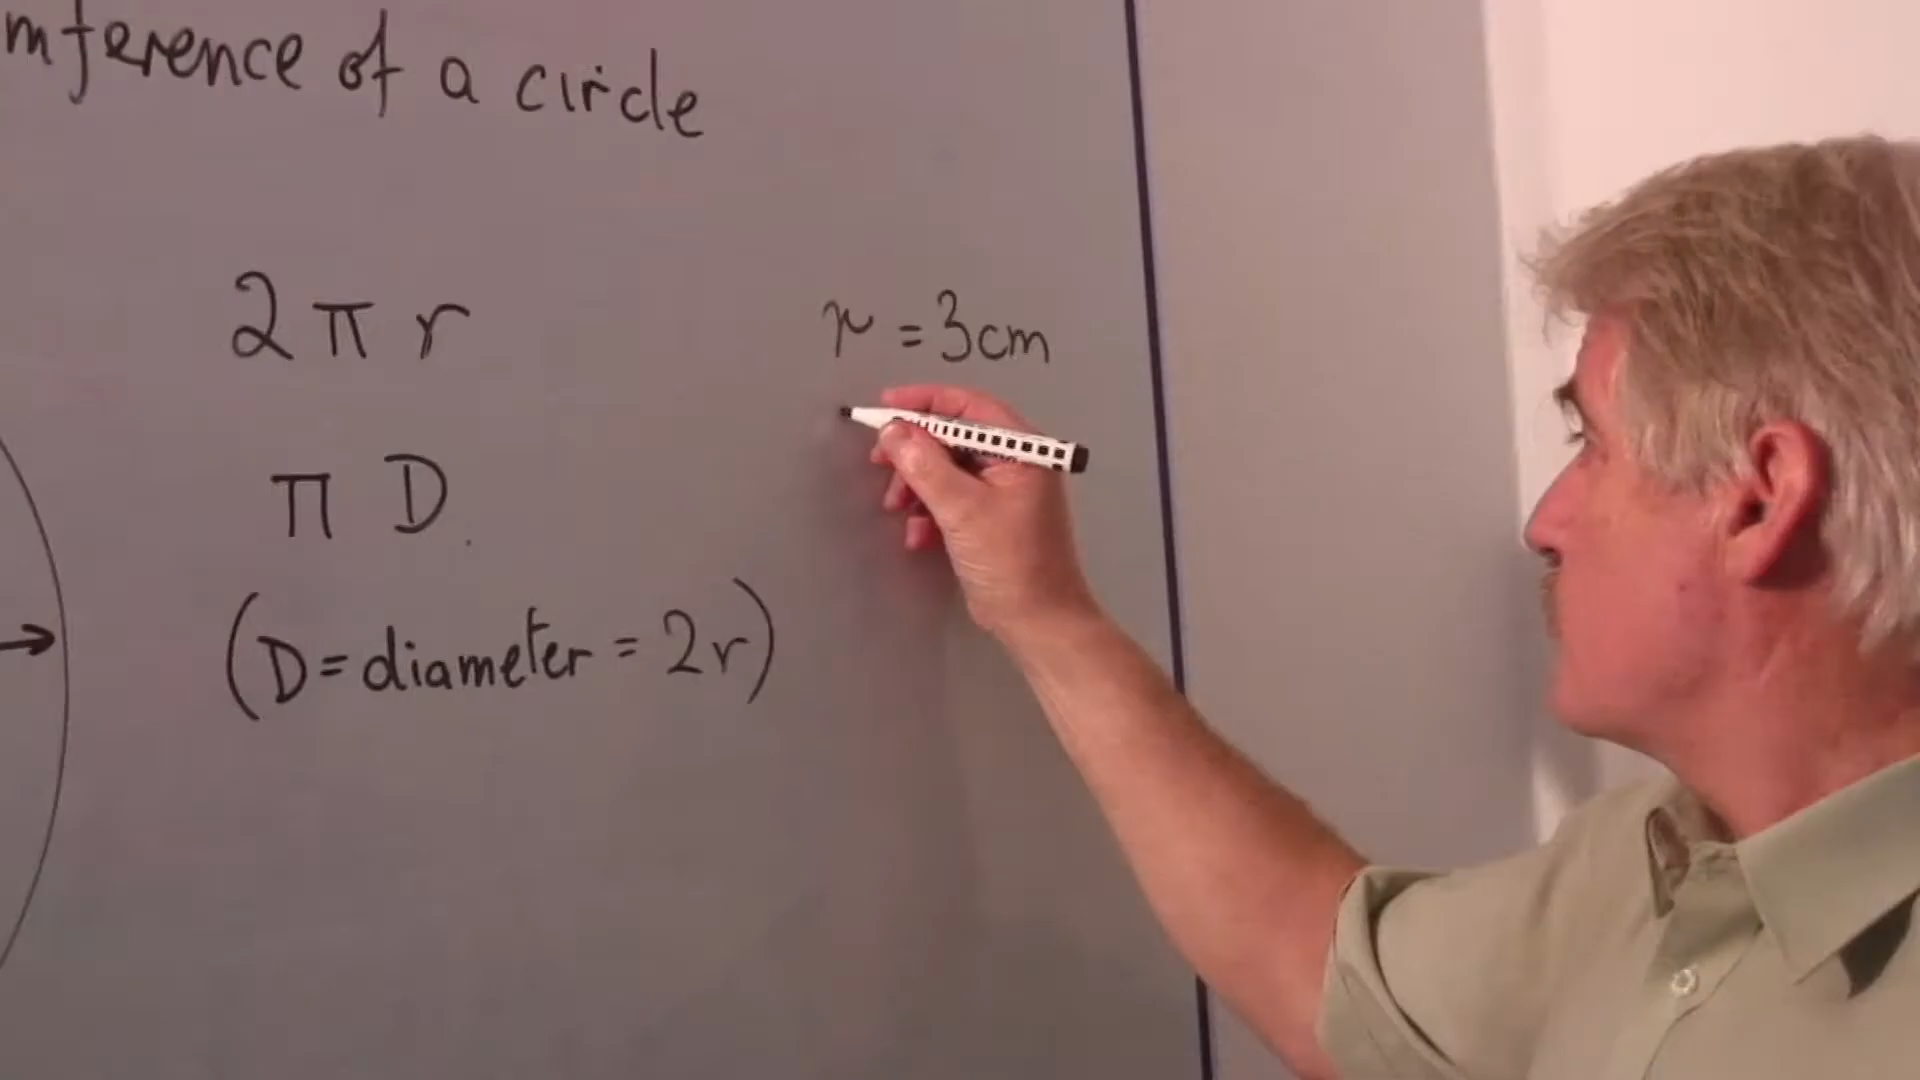 mference of a circle
2 π r
r = 3cm
π D
(D = diameter = 2r)